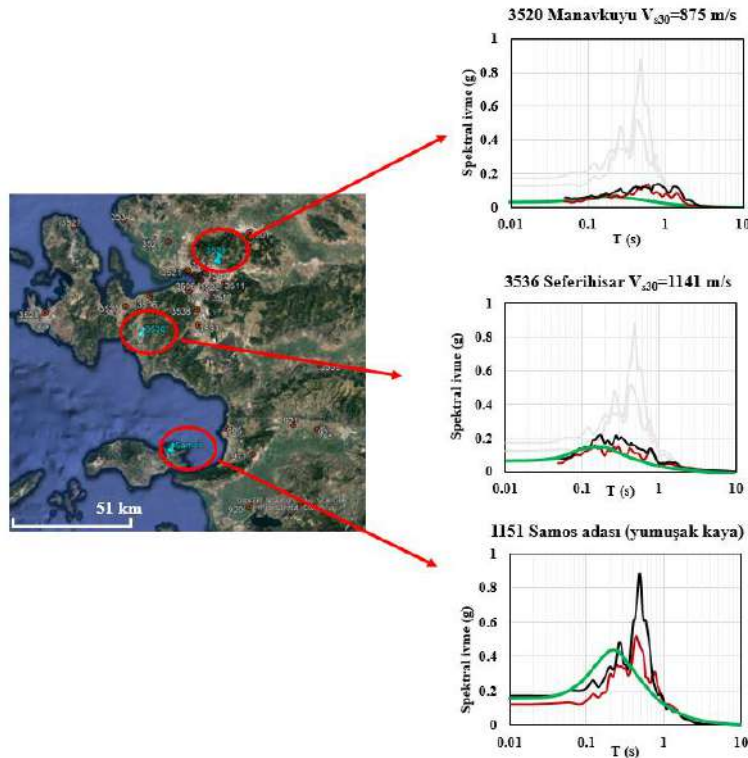 3520 Manavkuyu Vs30=875 m/s
Spektral ivme (g)
1
0.8
0.6
0.4
0.2
0
0.01 0.1 1 10
T (s)
3536 Seferihisar Vs30=1141 m/s
Spektral ivme (g)
1
0.8
0.6
0.4
0.2
0
0.01 0.1 1 10
T (s)
1151 Samos adası (yumuşak kaya)
Spektral ivme (g)
1
0.8
0.6
0.4
0.2
0
0.01 0.1 1 10
T (s)
3538
Samos
51 km